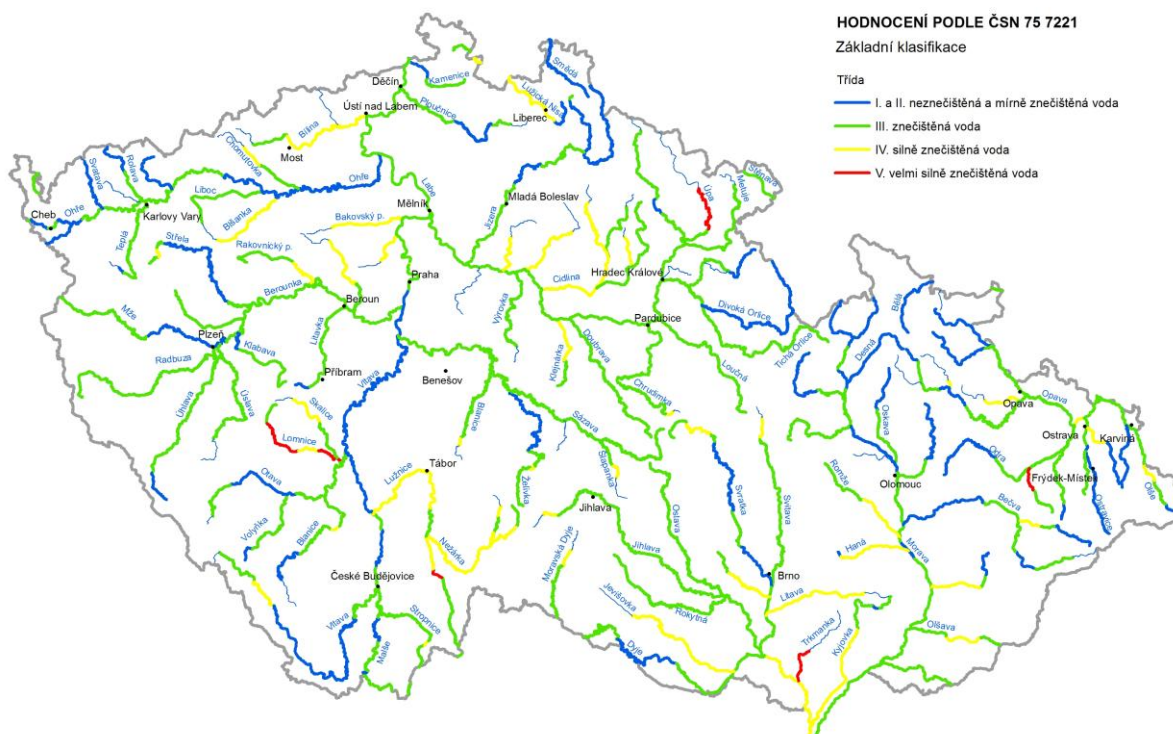 HODNOCENÍ PODLE ČSN 75 7221
Základní klasifikace
Třída
I. a II. neznečištěná a mírně znečištěná voda
III. znečištěná voda
IV. silně znečištěná voda
V. velmi silně znečištěná voda
Smědá
Kamenice
Děčín
Lužická Nisa
Ploučnice
Ústí nad Labem
Liberec
Bílina
Chomutovka
Most
Stěnava
Rolava
Svatava
Úpa
Metuje
Ohře
Liboc
Labe
Jizera
Mladá Boleslav
Cheb
Ohře
Karlovy Vary
Mělník
Blšanka
Bakovský p.
Teplá
Střela
Rakovnický p.
Praha
Cidlina
Hradec Králové
Bělá
Berounka
Beroun
Výrovka
Divoká Orlice
Mže
Pardubice
Plzeň
Klabava
Litavka
Klejnárka
Doubrava
Tichá Orlice
Desná
Radbuza
Loučná
Příbram
Vltava
Benešov
Chrudimka
Opava
Opava
Úhlava
Úslava
Skalice
Blanice
Sázava
Oskava
Ostrava
Karviná
Lomnice
Odra
Tábor
Šlapanka
Romže
Olomouc
Frýdek-Místek
Olše
Otava
Lužnice
Želivka
Svratka
Svitava
Ostravice
Jihlava
Oslava
Bečva
Volyňka
Blanice
Nežárka
Moravská Dyje
Jihlava
Haná
Morava
České Budějovice
Brno
Jevišovka
Rokytná
Litava
Vltava
Malše
Stropnice
Dyje
Trkmanka
Kyjovka
Olšava